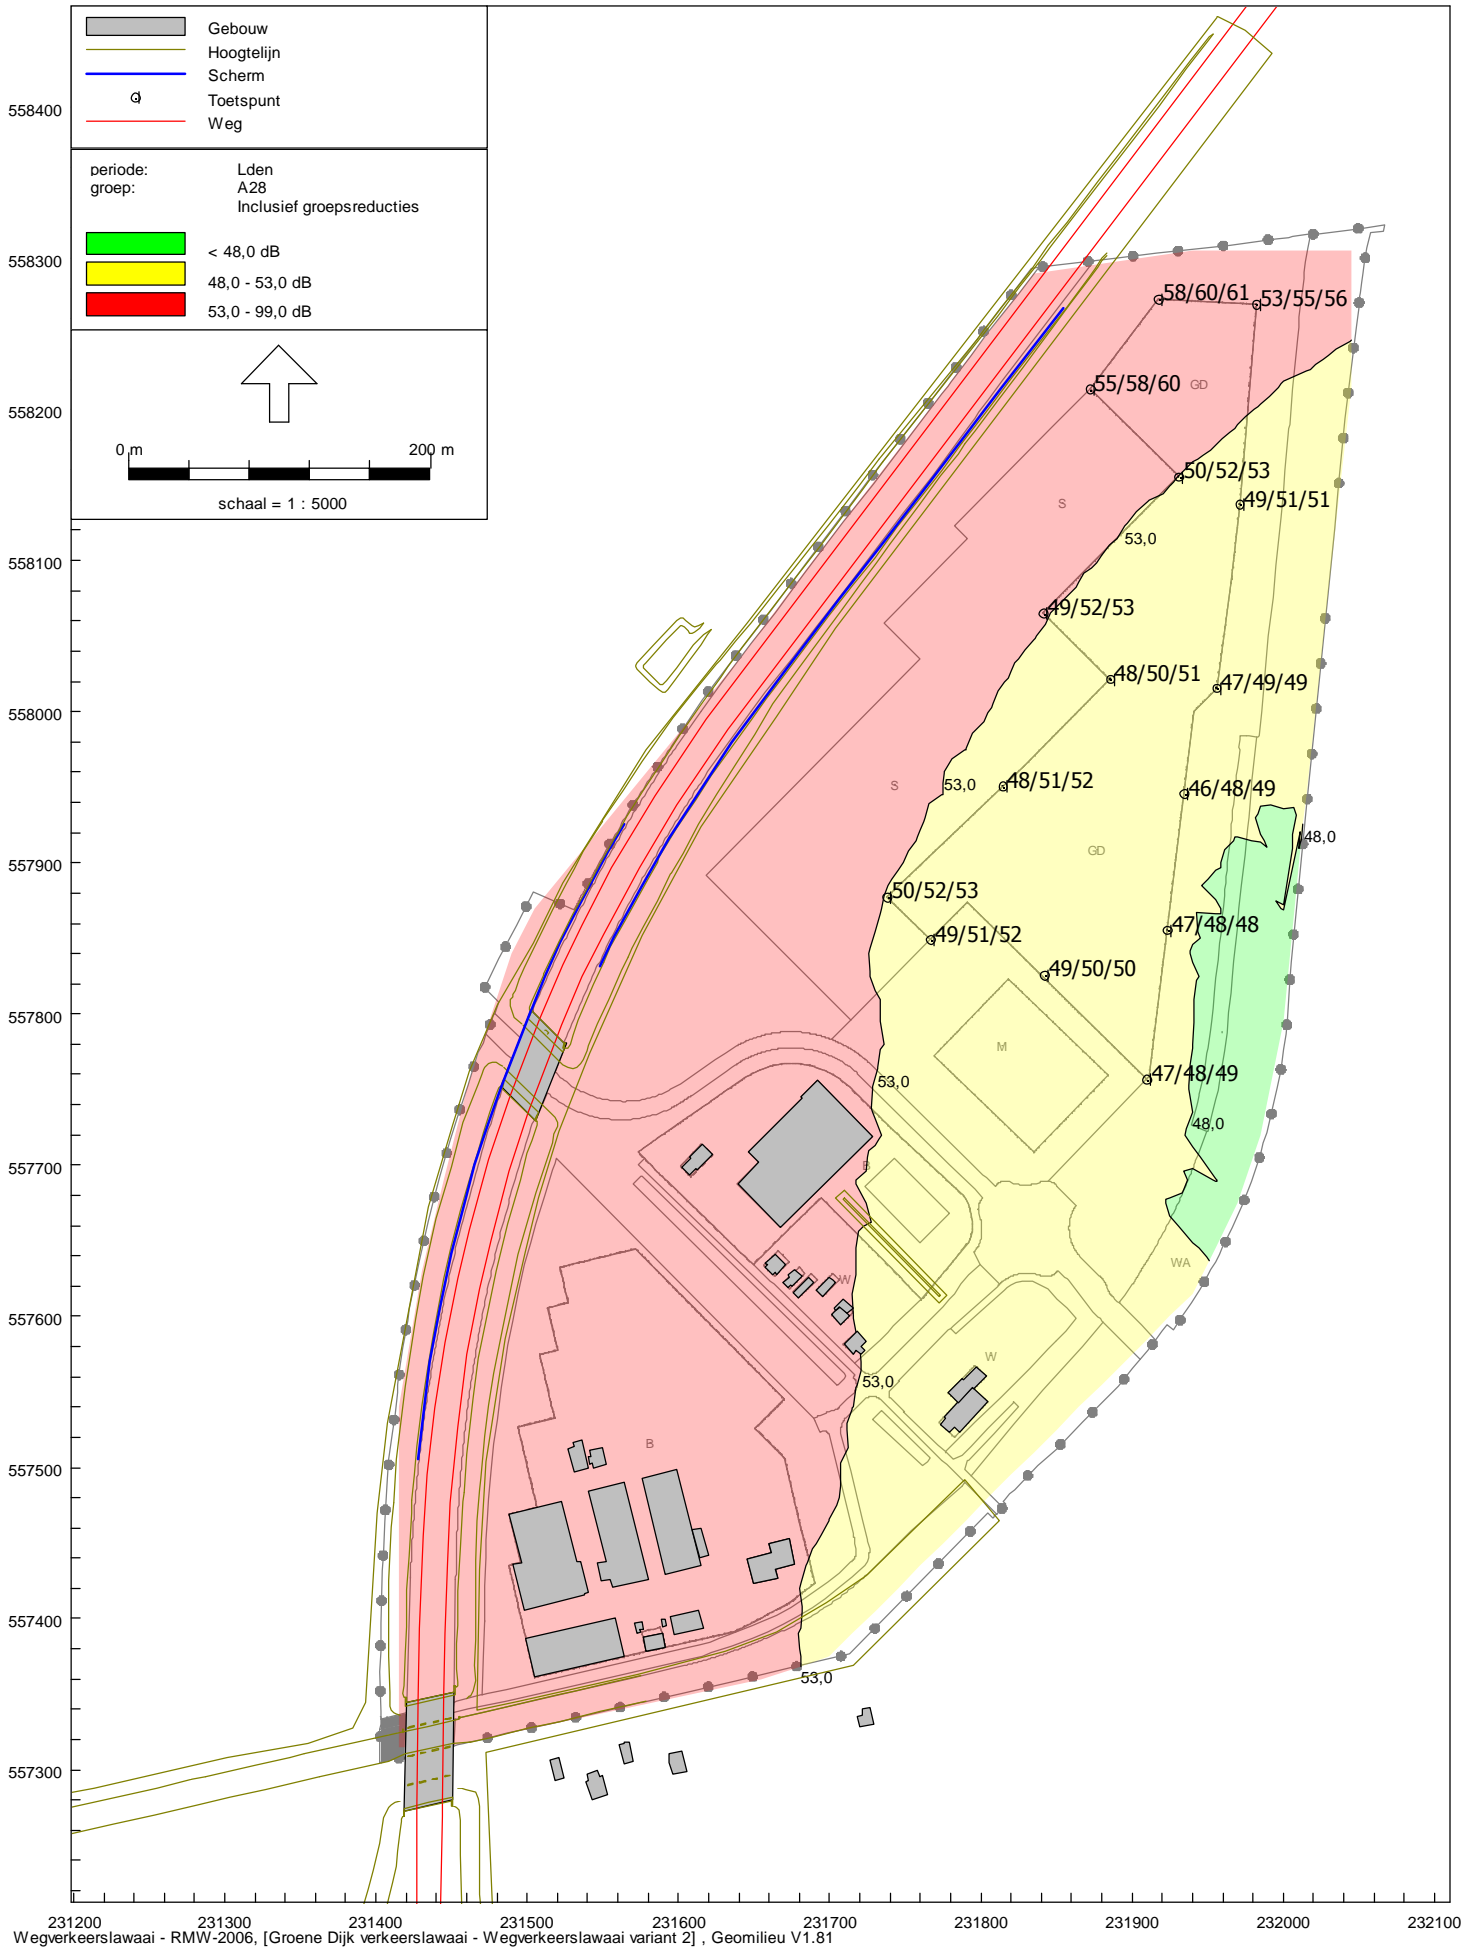 Gebouw
Hoogtelijn
Scherm
Toetspunt
Weg
periode: Lden
groep: A28
Inclusief groepsreducties
< 48,0 dB
48,0 - 53,0 dB
53,0 - 99,0 dB
0 m 200 m
schaal = 1 : 5000
558400
558300
558200
558100
558000
557900
557800
557700
557600
557500
557400
557300
58/60/61
53/55/56
55/58/60
GD
50/52/53
49/51/51
S
53,0
49/52/53
48/50/51
47/49/49
S
53,0
48/51/52
46/48/49
48,0
GD
50/52/53
47/48/48
49/51/52
49/50/50
M
53,0
47/48/49
48,0
B
WA
W
W
53,0
B
53,0
231200 231300 231400 231500 231600 231700 231800 231900 232000 232100
Wegverkeerslawaai - RMW-2006, [Groene Dijk verkeerslawaai - Wegverkeerslawaai variant 2] , Geomilieu V1.81